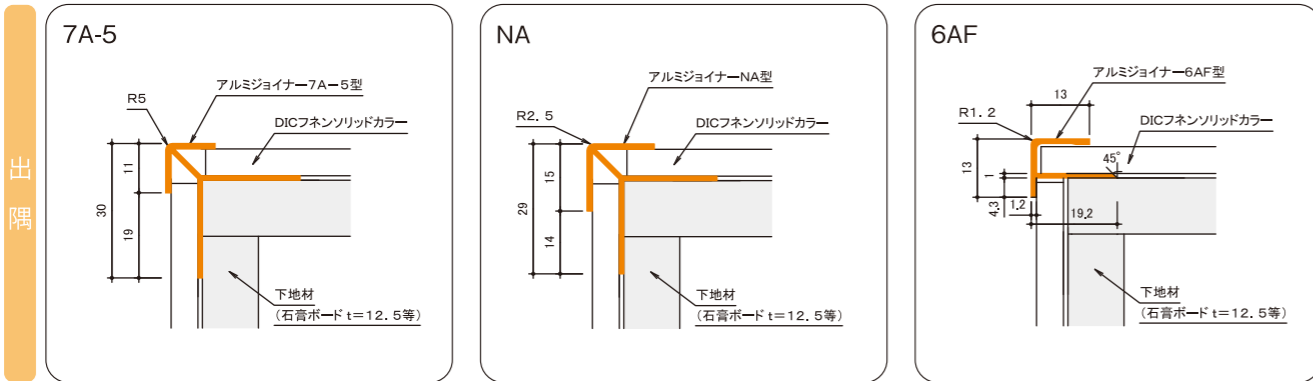 出隅
7A-5
アルミジョイナー7A-5型
R5
DICフネンソリッドカラー
11
30
19
下地材
(石膏ボード t=12.5等)
NA
アルミジョイナーNA型
R2.5
DICフネンソリッドカラー
15
29
14
下地材
(石膏ボード t=12.5等)
6AF
アルミジョイナー6AF型
13
R1.2
DICフネンソリッドカラー
45°
13
1
4.3
1.2
19.2
下地材
(石膏ボード t=12.5等)